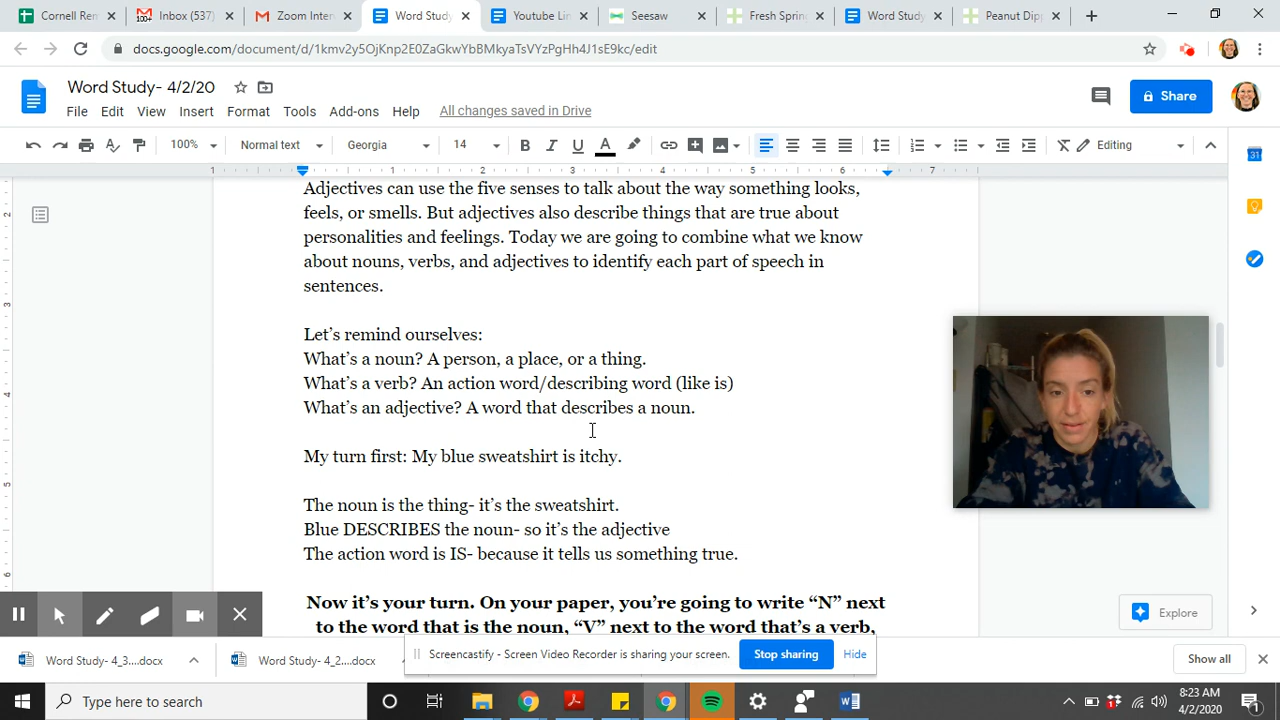 Cornell Rem
Inbox (537)
Zoom Inter
Word Study
Youtube Lin
Seesaw
Fresh Spring
Word Study
Peanut Dipp
docs.google.com/document/d/1kmv2y5OjKnp2E0ZaGkwYbBMkyaTsVYzPgHh4J1sE9kc/edit
Word Study- 4/2/20
File Edit View Insert Format Tools Add-ons Help All changes saved in Drive
Share
100% Normal text Georgia 14 B I U A Editing
1 1 2 3 4 5 6 7
Adjectives can use the five senses to talk about the way something looks,
feels, or smells. But adjectives also describe things that are true about
personalities and feelings. Today we are going to combine what we know
about nouns, verbs, and adjectives to identify each part of speech in
sentences.
Let's remind ourselves:
What's a noun? A person, a place, or a thing.
What's a verb? An action word/describing word (like is)
What's an adjective? A word that describes a noun.
My turn first: My blue sweatshirt is itchy.
The noun is the thing- it's the sweatshirt.
Blue DESCRIBES the noun- so it's the adjective
The action word is IS- because it tells us something true.
Now it's your turn. On your paper, you're going to write “N” next
to the word that is the noun, “V” next to the word that's a verb,
Explore
Screencastify - Screen Video Recorder is sharing your screen. Stop sharing Hide
Word Study- 4_3....docx
Word Study- 4_2....docx
Show all
Type here to search
8:23 AM
4/2/2020